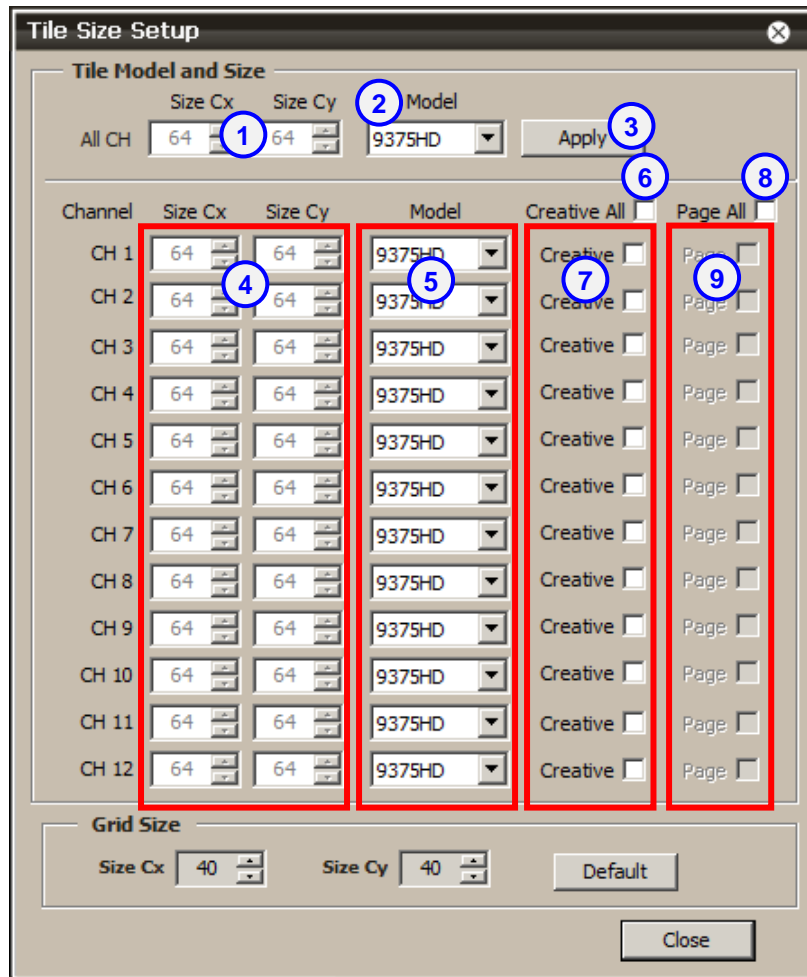 Tile Size Setup
Tile Model and Size
Size Cx Size Cy 2 Model
All CH 64 1 64 9375HD Apply 3
6 8
Channel Size Cx Size Cy Model Creative All Page All
CH 1 64 64 9375HD Creative Page
4 5 7 9
CH 2 64 64 9375HD Creative Page
CH 3 64 64 9375HD Creative Page
CH 4 64 64 9375HD Creative Page
CH 5 64 64 9375HD Creative Page
CH 6 64 64 9375HD Creative Page
CH 7 64 64 9375HD Creative Page
CH 8 64 64 9375HD Creative Page
CH 9 64 64 9375HD Creative Page
CH 10 64 64 9375HD Creative Page
CH 11 64 64 9375HD Creative Page
CH 12 64 64 9375HD Creative Page
Grid Size
Size Cx 40 Size Cy 40 Default
Close